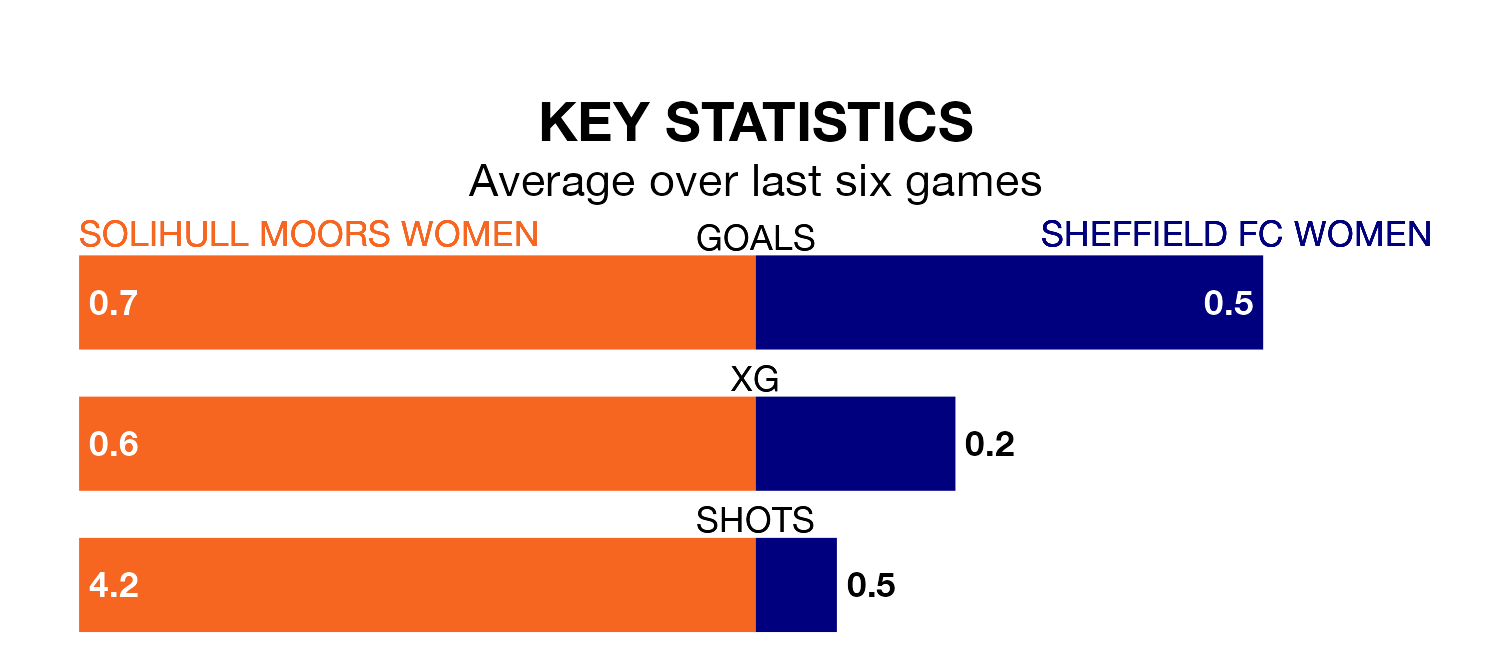 KEY STATISTICS
Average over last six games
SOLIHULL MOORS WOMEN GOALS SHEFFIELD FC WOMEN
0.7 0.5
XG
0.6 0.2
SHOTS
4.2 0.5